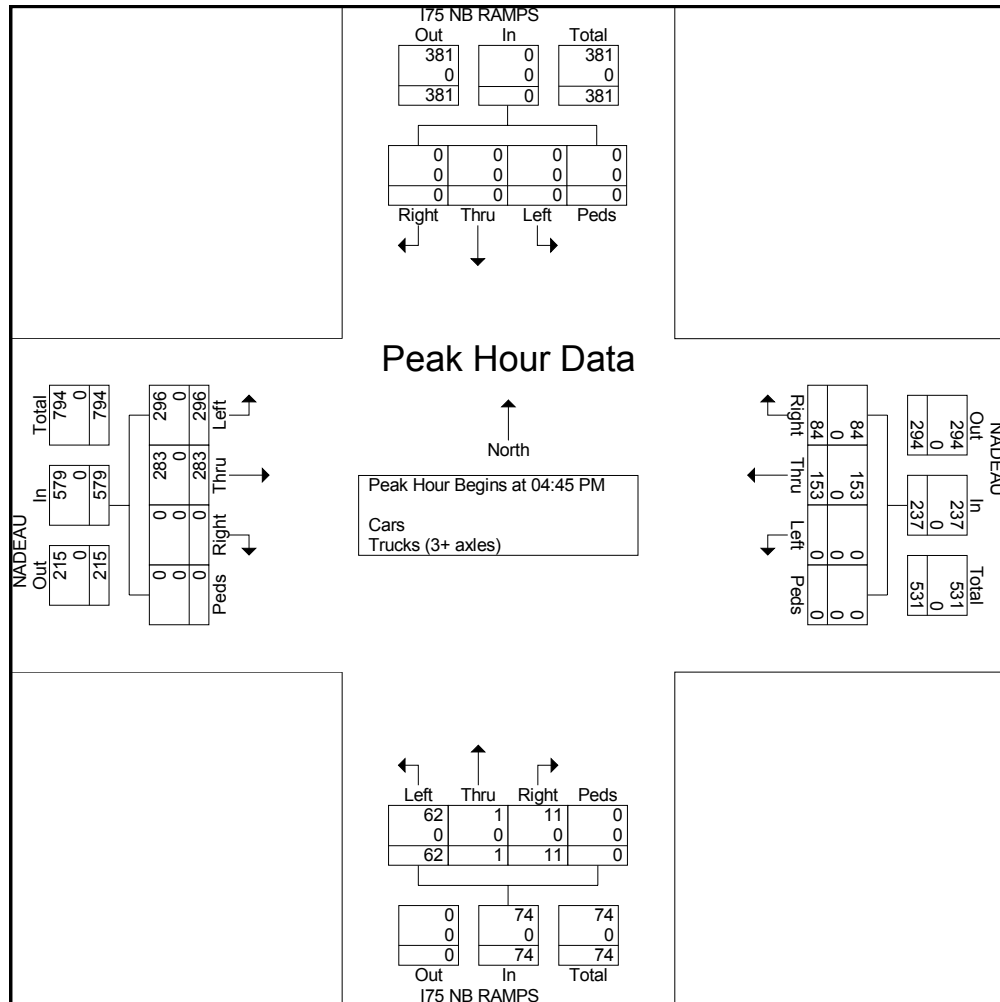 I75 NB RAMPS
Out In Total
381 0 381
0 0 0
381 0 381
0 0 0 0
0 0 0 0
0 0 0 0
Right Thru Left Peds
Peak Hour Data
North
Peak Hour Begins at 04:45 PM
Cars
Trucks (3+ axles)
NADEAU
Out In Total
215 579 794
0 0 0
215 579 794
Left Thru Right Peds
296 283 0 0
0 0 0 0
296 283 0 0
NADEAU
Out In Total
294 237 531
0 0 0
294 237 531
Right Thru Left Peds
84 153 0 0
0 0 0 0
84 153 0 0
Left Thru Right Peds
62 1 11 0
0 0 0 0
62 1 11 0
0 74 74
0 0 0
0 74 74
Out In Total
I75 NB RAMPS